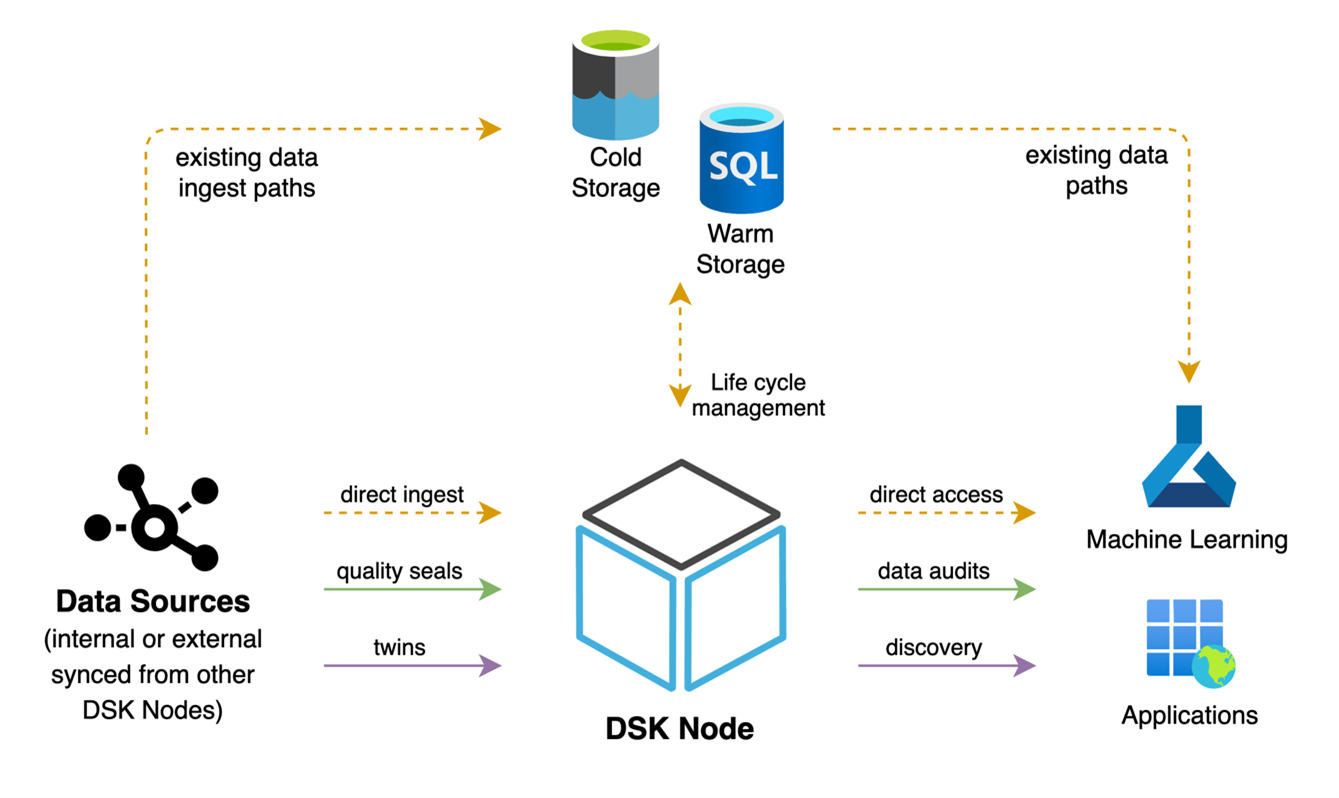 Cold
Storage
SQL
Warm
Storage
existing data
ingest paths
existing data
paths
Life cycle
management
Data Sources
(internal or external
synced from other
DSK Nodes)
direct ingest
quality seals
twins
DSK Node
direct access
data audits
discovery
Machine Learning
Applications